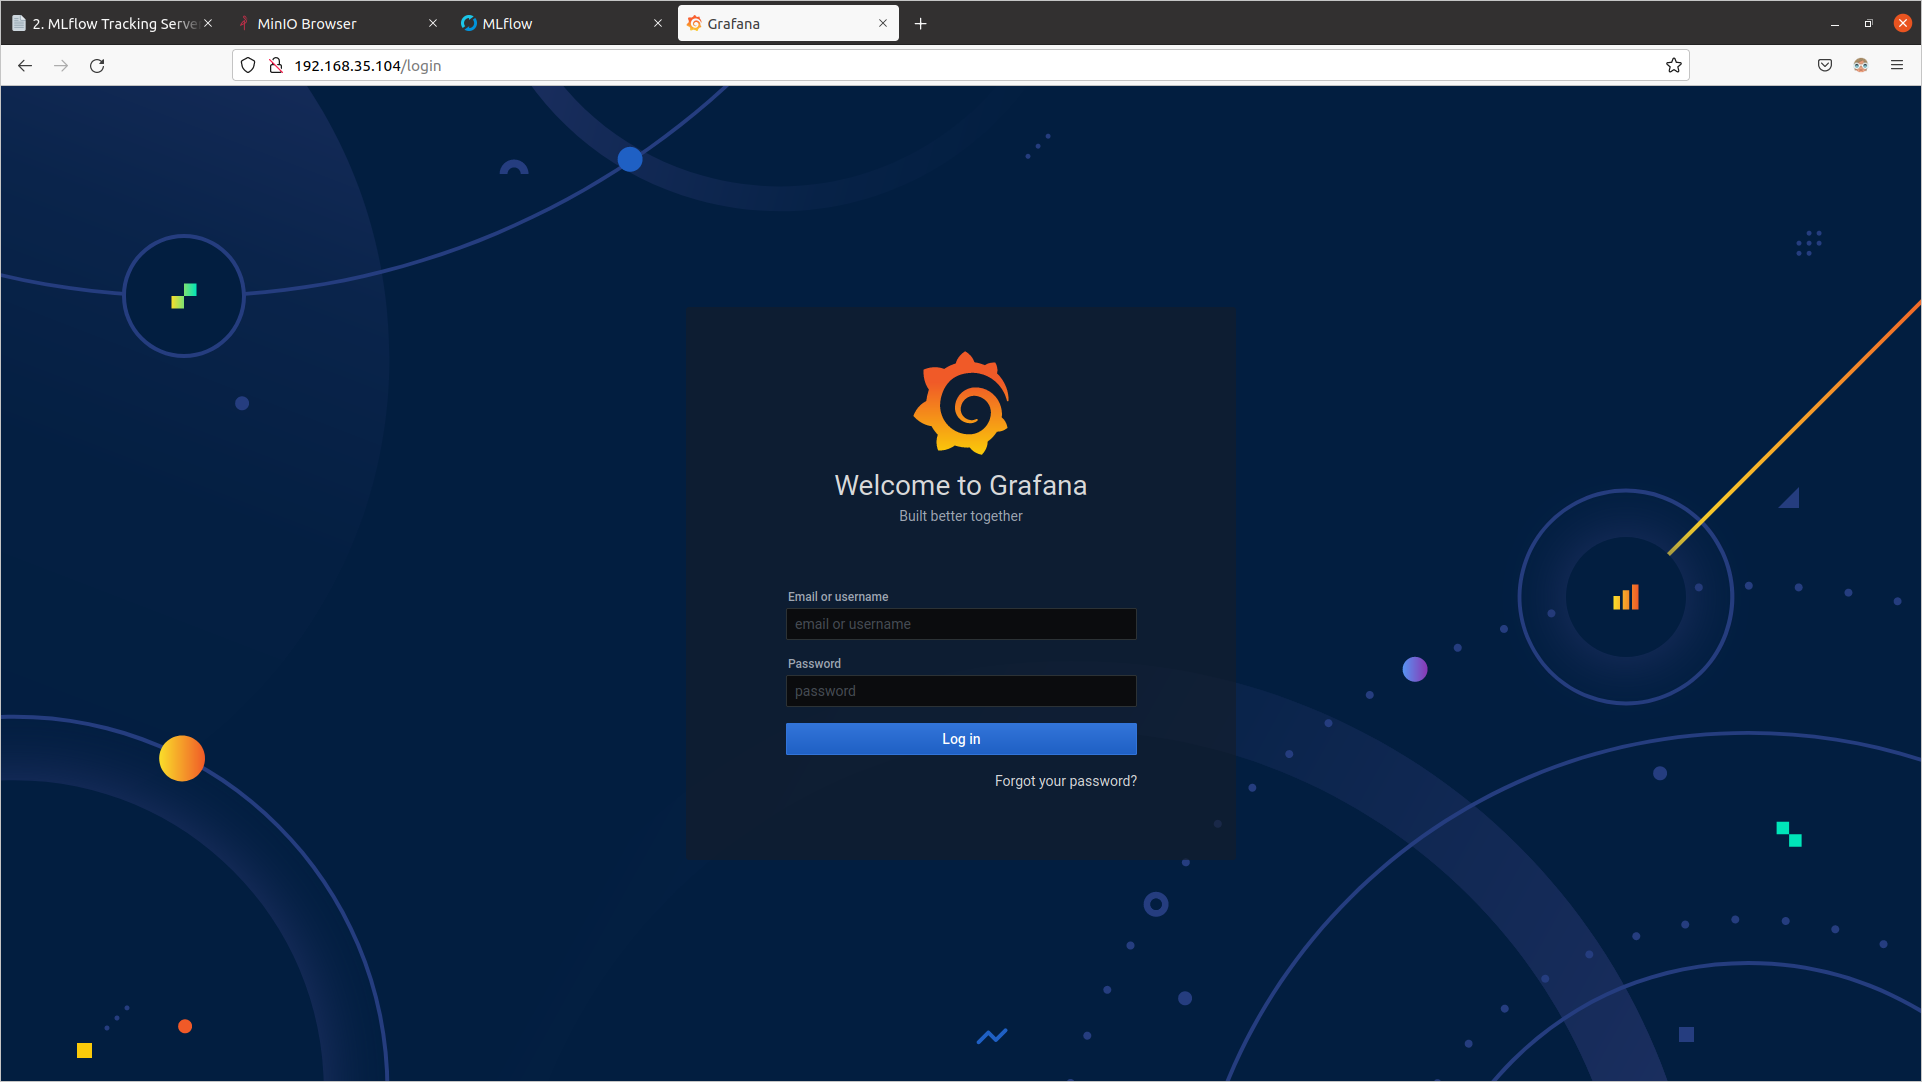 2. MLflow Tracking Serve
MinIO Browser
MLflow
Grafana
192.168.35.104/login
Welcome to Grafana
Built better together
Email or username
email or username
Password
password
Log in
Forgot your password?